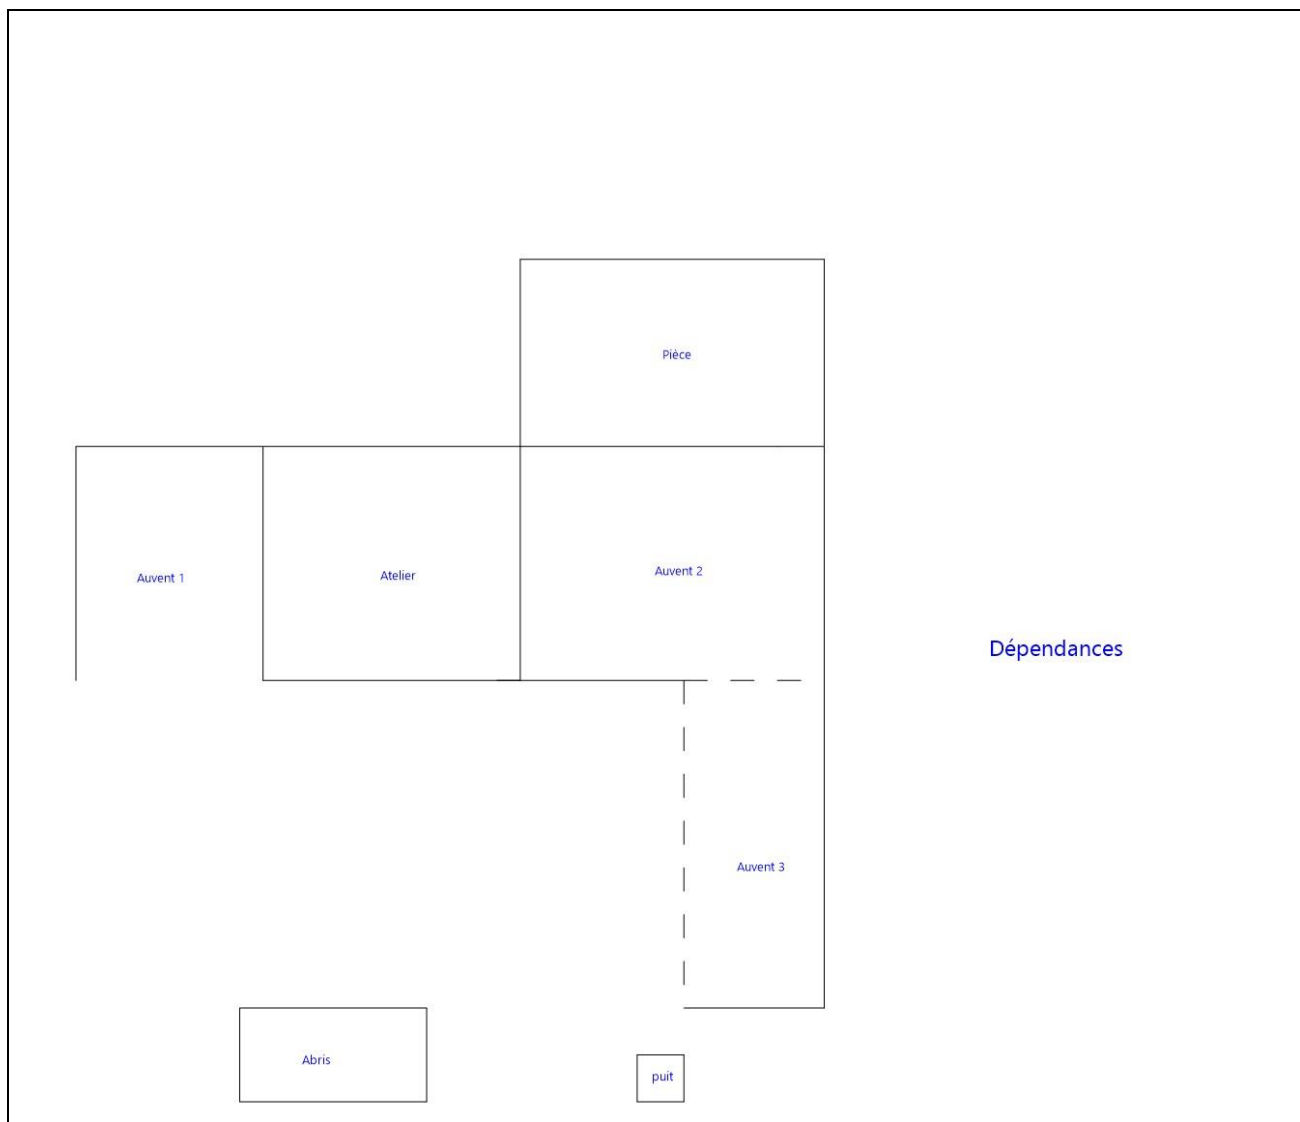 Pièce
Auvent 1
Atelier
Auvent 2
Dépendances
Auvent 3
Abris
puit